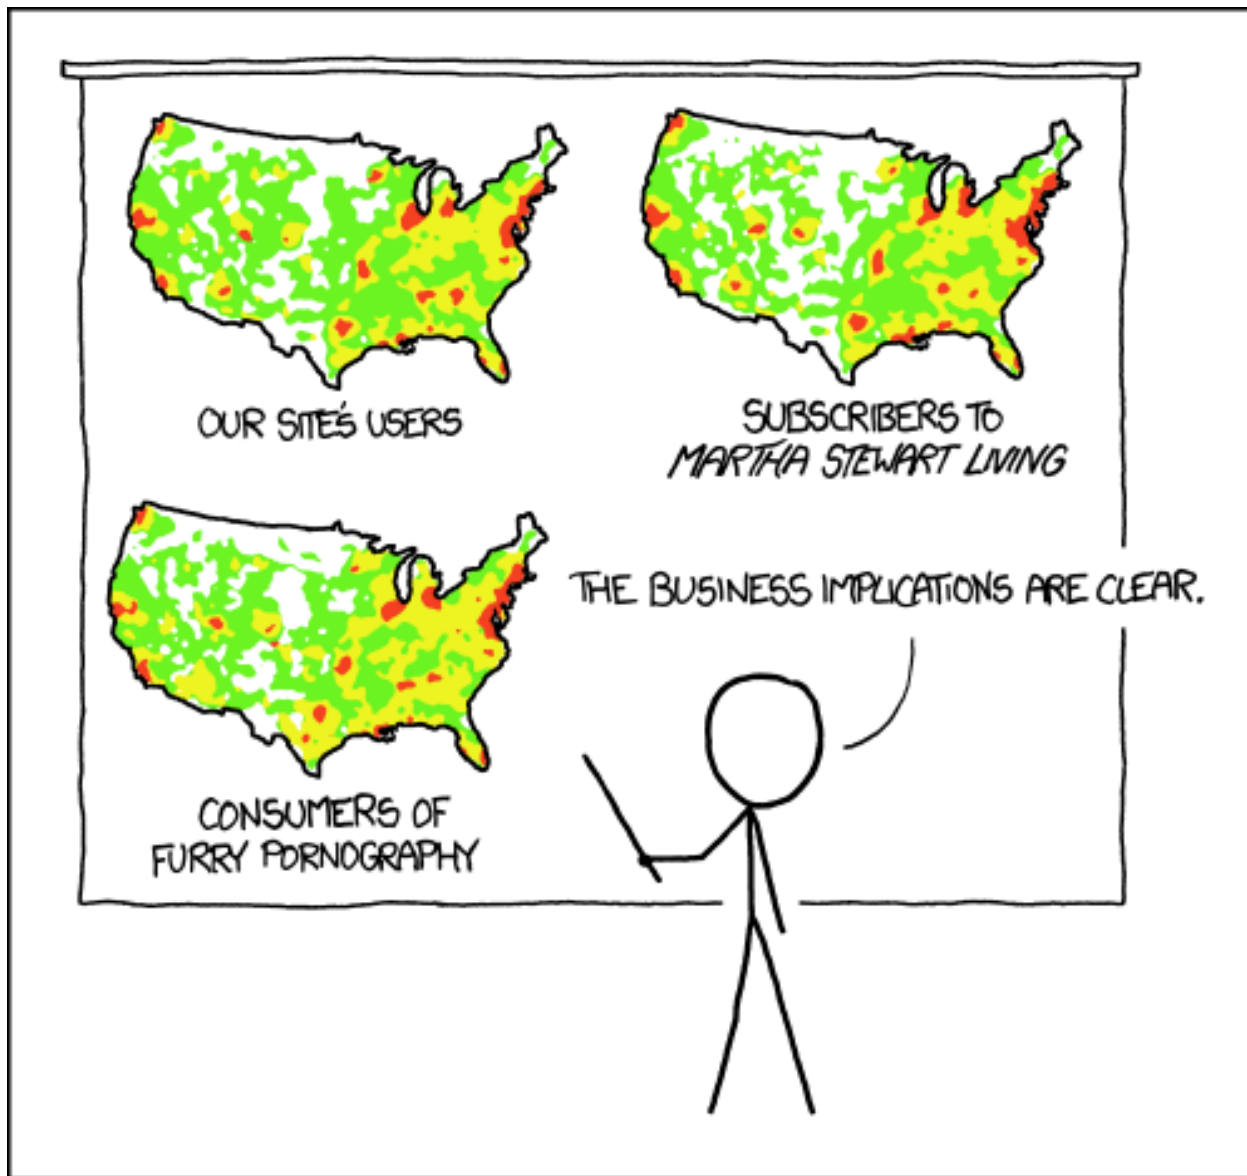 OUR SITE'S USERS
SUBSCRIBERS TO
MARTHA STEWART LIVING
CONSUMERS OF
FURRY PORNOGRAPHY
THE BUSINESS IMPLICATIONS ARE CLEAR.